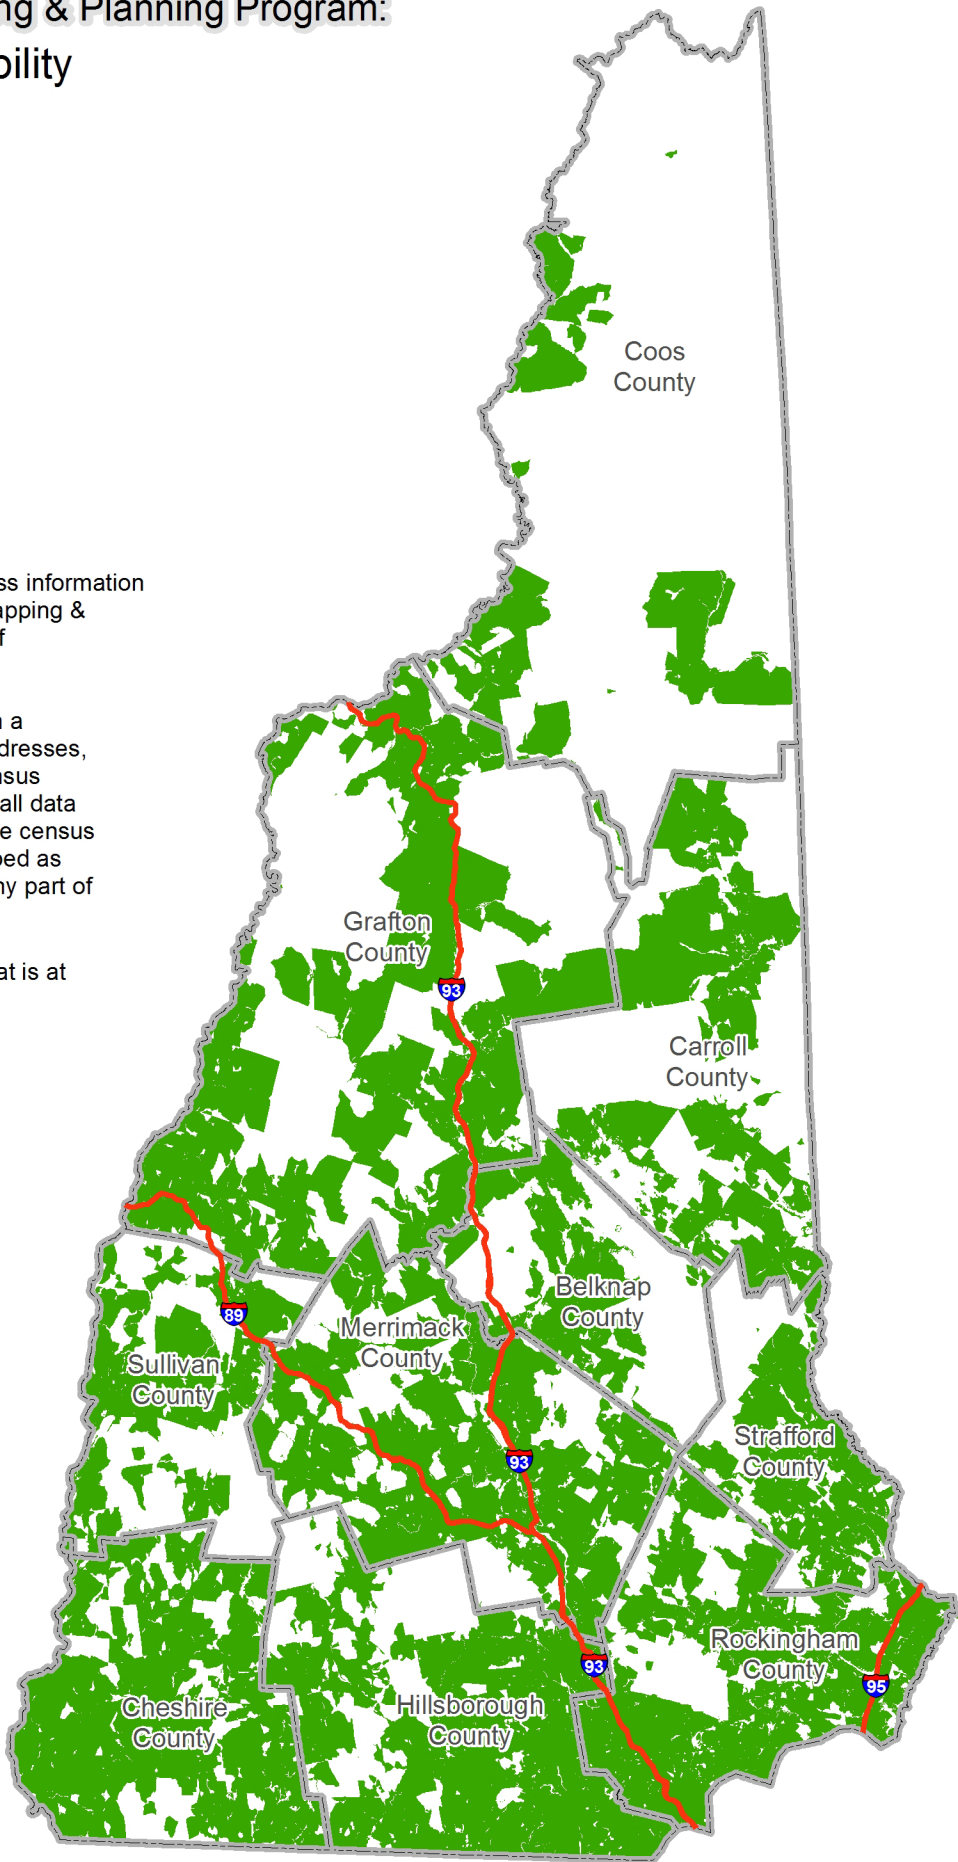 ng & Planning Program:
bility
Coos
County
ss information
apping &
f
n a
dresses,
nsus
all data
e census
ped as
ny part of
at is at
Grafton
County
93
Carroll
County
Belknap
County
89
Merrimack
County
Sullivan
County
Strafford
County
93
Rockingham
County
93
95
Cheshire
County
Hillsborough
County